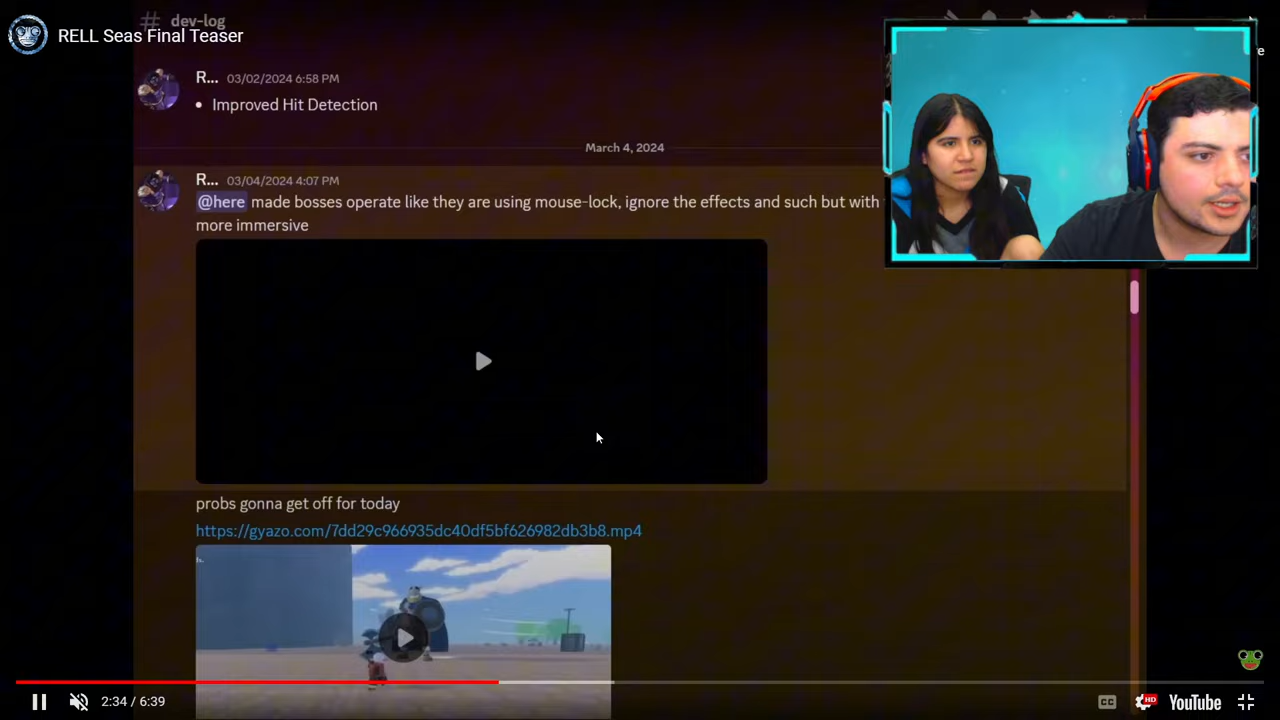 # dev-log
RELL Seas Final Teaser
R... 03/02/2024 6:58 PM
• Improved Hit Detection
March 4, 2024
R... 03/04/2024 4:07 PM
@here made bosses operate like they are using mouse-lock, ignore the effects and such but with
more immersive
probs gonna get off for today
https://gyazo.com/7dd29c966935dc40df5bf626982db3b8.mp4
2:34 / 6:39
CC
HD
YouTube